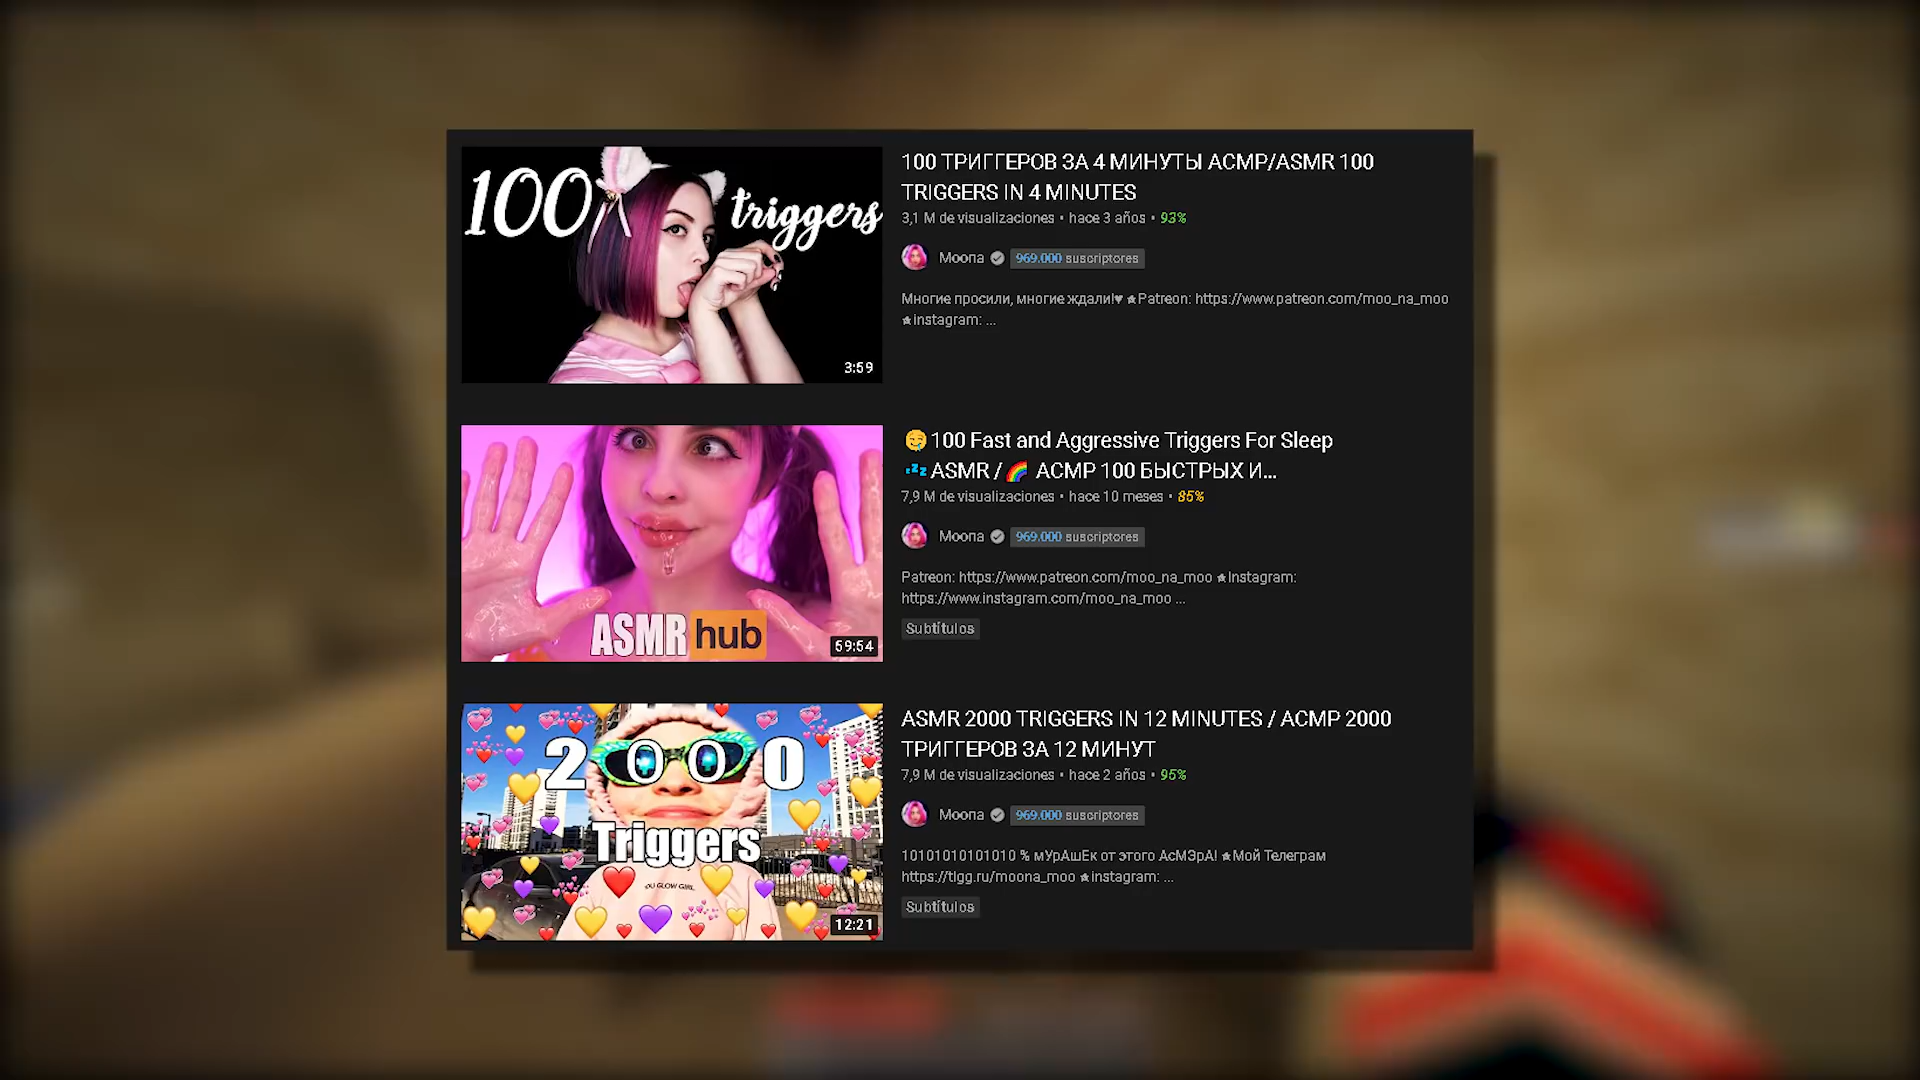 100 triggers
3:59
100 ТРИГГЕРОВ ЗА 4 МИНУТЫ АСМР/ASMR 100
TRIGGERS IN 4 MINUTES
3,1 M de visualizaciones • hace 3 años • 93%
Моопа 969.000 suscriptores
Многие просили, многие ждали!♥ ✮Patreon: https://www.patreon.com/moo_na_moo
✮instagram: ...
ASMR hub
59:54
🤤100 Fast and Aggressive Triggers For Sleep
💤ASMR /🌈 АСМР 100 БЫСТРЫХ И...
7,9 M de visualizaciones • hace 10 meses • 85%
Моопа 969.000 suscriptores
Patreon: https://www.patreon.com/moo_na_moo ✮Instagram:
https://www.instagram.com/moo_na_moo ...
Subtítulos
2000
Triggers
OU GLOW GIRL
12:21
ASMR 2000 TRIGGERS IN 12 MINUTES / АСМР 2000
ТРИГГЕРОВ ЗА 12 МИНУТ
7,9 M de visualizaciones • hace 2 años • 95%
Моопа 969.000 suscriptores
10101010101010 % мУрАшЕк от этого АсМЭрА! ✮Мой Телеграм
https://tlgg.ru/moona_moo ✮instagram: ...
Subtítulos